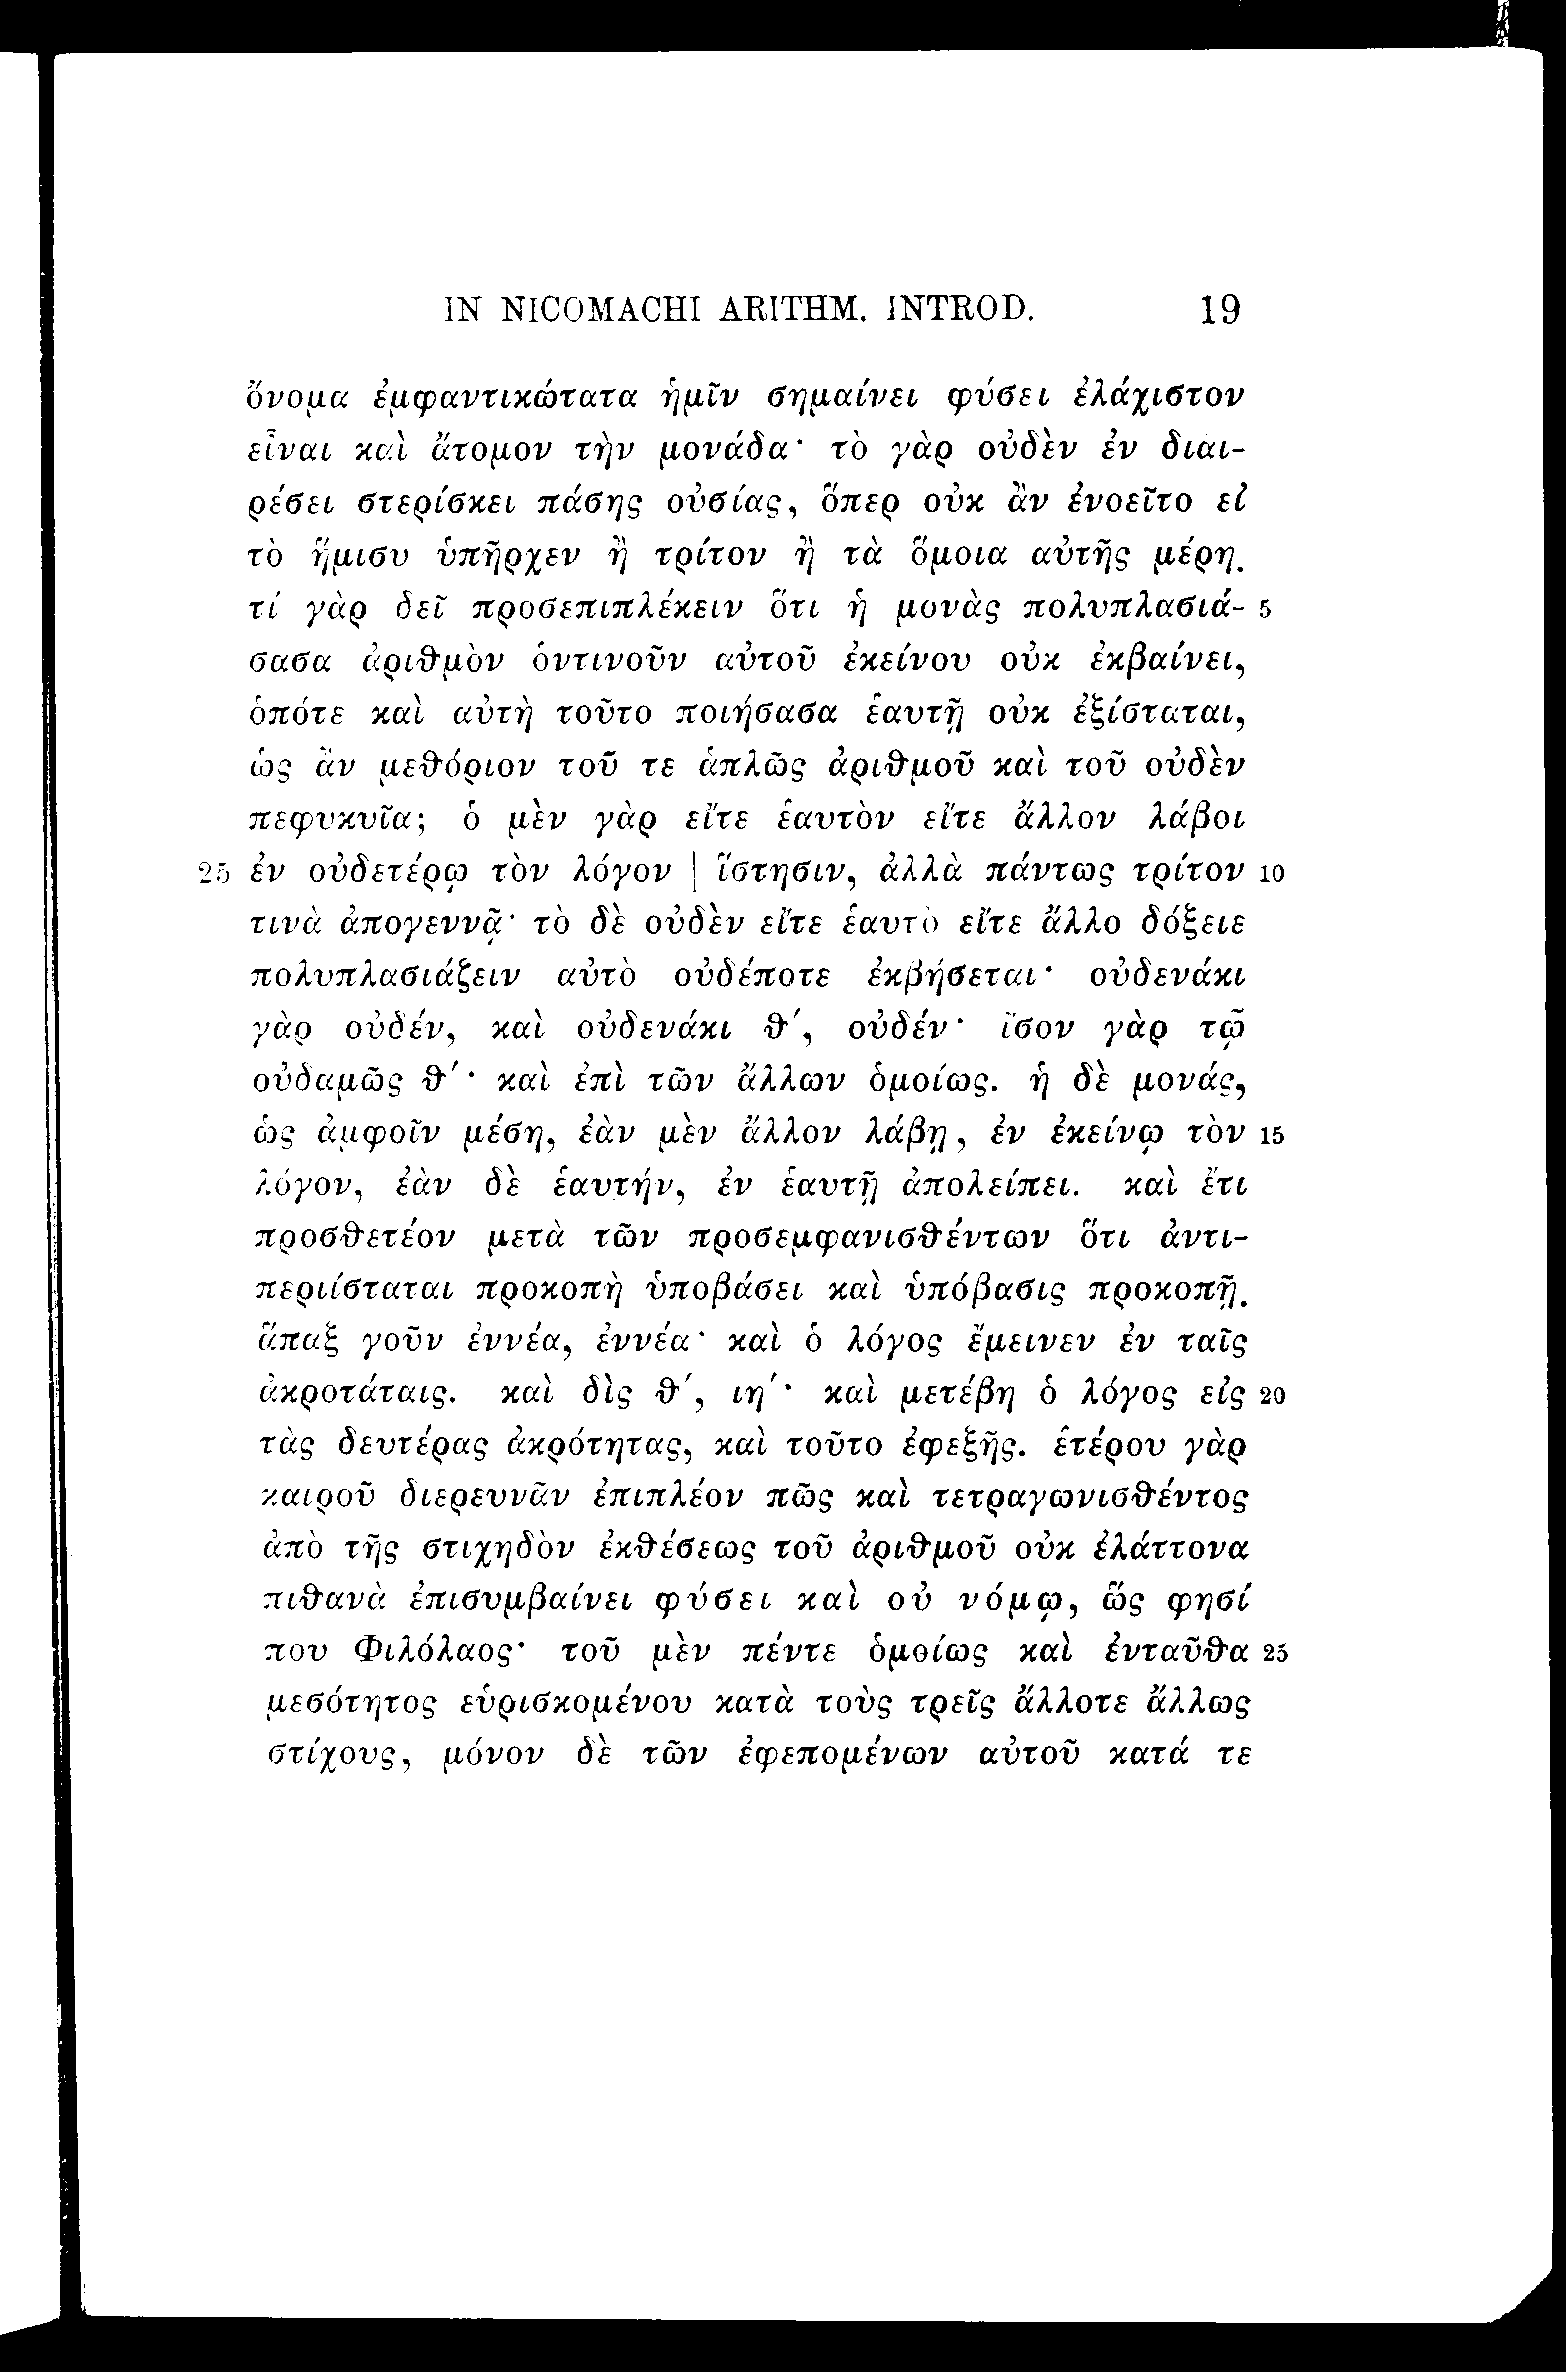 IN NICOMACHI ARITHM. INTROD. 19
ὄνομα ἐμφαντικώτατα ἡμῖν σημαίνει φύσει ἐλάχιστον
εἶναι καὶ ἄτομον τὴν μονάδα· τὸ γὰρ οὐδὲν ἐν διαι-
ρέσει στερίσκει πάσης οὐσίας, ὅπερ οὐκ ἂν ἐνοεῖτο εἰ
τὸ ἥμισυ ὑπῆρχεν ἢ τρίτον ἢ τὰ ὅμοια αὐτῆς μέρη.
τί γὰρ δεῖ προσεπιπλέκειν ὅτι ἡ μονὰς πολυπλασιά- 5
σασα ἀριθμὸν ὁντινοῦν αὐτοῦ ἐκείνου οὐκ ἐκβαίνει,
ὁπότε καὶ αὐτὴ τοῦτο ποιήσασα ἑαυτῇ οὐκ ἐξίσταται,
ὡς ἂν μεθόριον τοῦ τε ἁπλῶς ἀριθμοῦ καὶ τοῦ οὐδὲν
πεφυκυῖα; ὁ μὲν γὰρ εἴτε ἑαυτὸν εἴτε ἄλλον λάβοι
25 ἐν οὐδετέρῳ τὸν λόγον | ἵστησιν, ἀλλὰ πάντως τρίτον 10
τινὰ ἀπογεννᾷ· τὸ δὲ οὐδὲν εἴτε ἑαυτὸ εἴτε ἄλλο δόξειε
πολυπλασιάζειν αὐτὸ οὐδέποτε ἐκβήσεται· οὐδενάκι
γὰρ οὐδέν, καὶ οὐδενάκι θ′, οὐδέν· ἴσον γὰρ τῷ
οὐδαμῶς θ′· καὶ ἐπὶ τῶν ἄλλων ὁμοίως. ἡ δὲ μονάς,
ὡς ἀμφοῖν μέση, ἐὰν μὲν ἄλλον λάβῃ, ἐν ἐκείνῳ τὸν 15
λόγον, ἐὰν δὲ ἑαυτήν, ἐν ἑαυτῇ ἀπολείπει. καὶ ἔτι
προσθετέον μετὰ τῶν προσεμφανισθέντων ὅτι ἀντι-
περιίσταται προκοπὴ ὑποβάσει καὶ ὑπόβασις προκοπῇ.
ἅπαξ γοῦν ἐννέα, ἐννέα· καὶ ὁ λόγος ἔμεινεν ἐν ταῖς
ἀκροτάταις. καὶ δὶς θ′, ιη′· καὶ μετέβη ὁ λόγος εἰς 20
τὰς δευτέρας ἀκρότητας, καὶ τοῦτο ἐφεξῆς. ἑτέρου γὰρ
καιροῦ διερευνᾶν ἐπιπλέον πῶς καὶ τετραγωνισθέντος
ἀπὸ τῆς στιχηδὸν ἐκθέσεως τοῦ ἀριθμοῦ οὐκ ἐλάττονα
πιθανὰ ἐπισυμβαίνει φύσει καὶ οὐ νόμῳ, ὥς φησί
που Φιλόλαος· τοῦ μὲν πέντε ὁμοίως καὶ ἐνταῦθα 25
μεσότητος εὑρισκομένου κατὰ τοὺς τρεῖς ἄλλοτε ἄλλως
στίχους, μόνον δὲ τῶν ἐφεπομένων αὐτοῦ κατά τε